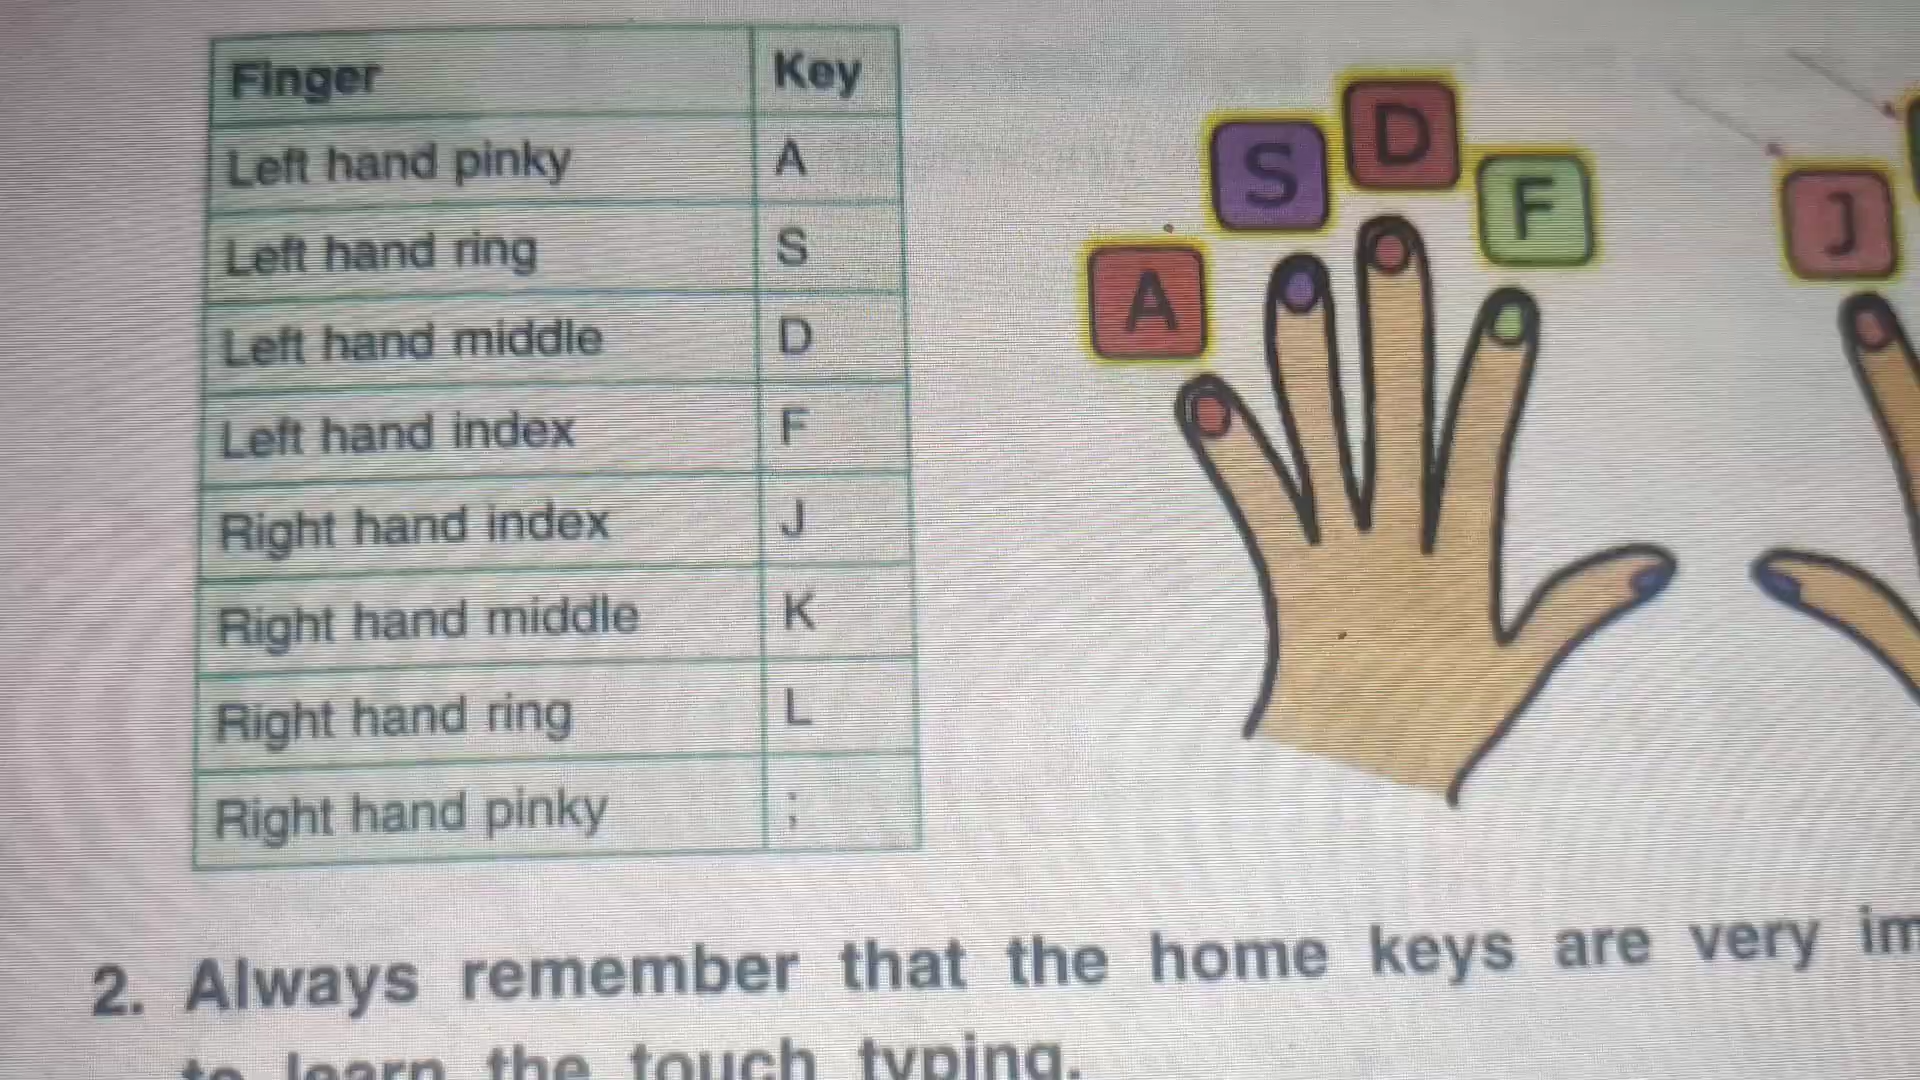 Finger Key
Left hand pinky A
Left hand ring S
Left hand middle D
Left hand index F
Right hand index J
Right hand middle K
Right hand ring L
Right hand pinky ;
A S D F J
2. Always remember that the home keys are very im
to learn the touch typing.